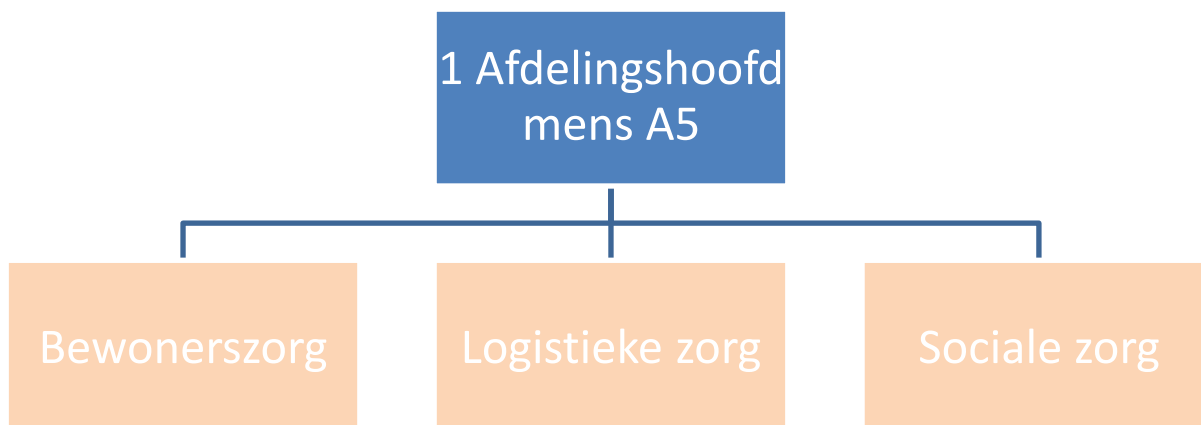 1 Afdelingshoofd
mens A5
Bewonerszorg
Logistieke zorg
Sociale zorg